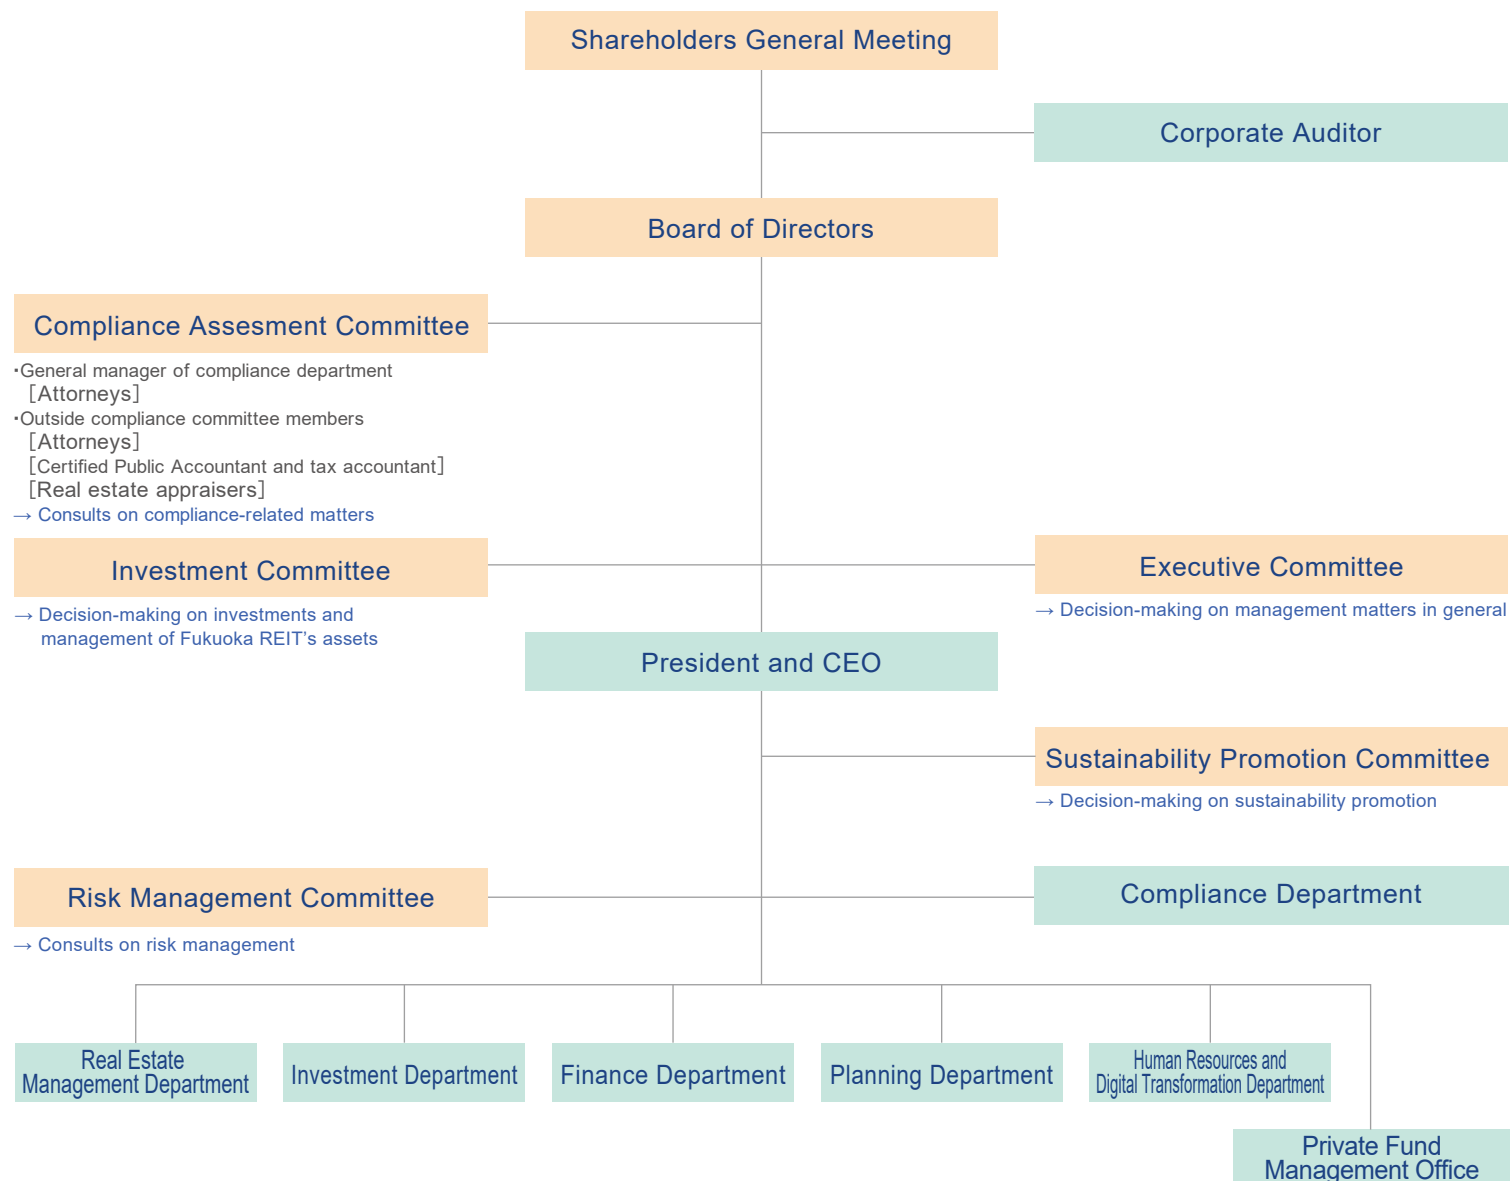 Shareholders General Meeting
Corporate Auditor
Board of Directors
Compliance Assesment Committee
・General manager of compliance department
［Attorneys］
・Outside compliance committee members
［Attorneys］
［Certified Public Accountant and tax accountant］
［Real estate appraisers］
→ Consults on compliance-related matters
Investment Committee
→ Decision-making on investments and
management of Fukuoka REIT's assets
Executive Committee
→ Decision-making on management matters in general
President and CEO
Sustainability Promotion Committee
→ Decision-making on sustainability promotion
Risk Management Committee
→ Consults on risk management
Compliance Department
Real Estate
Management Department
Investment Department
Finance Department
Planning Department
Human Resources and
Digital Transformation Department
Private Fund
Management Office